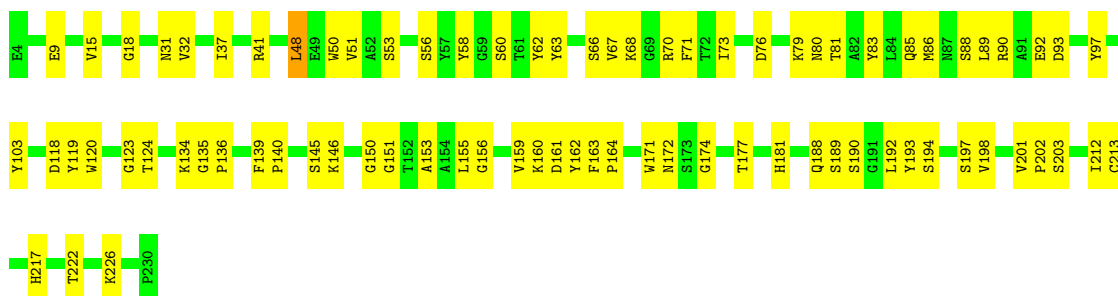 E4 E9 V15 G18 N31 V32 I37 R41 L48 E49 W50 V51 A52 S53 S56 Y57 Y58 G59 S60 T61 Y62 Y63 S66 V67 K68 G69 R70 F71 T72 I73 D76 K79 N80 T81 A82 Y83 L84 Q85 M86 N87 S88 L89 R90 A91 E92 D93 Y97
Y103 D118 Y119 W120 G123 T124 K134 G135 P136 F139 P140 S145 K146 G150 G151 T152 A153 A154 L155 G156 V159 K160 D161 Y162 F163 P164 W171 N172 S173 G174 T177 H181 Q188 S189 S190 G191 L192 Y193 S194 S197 V198 V201 P202 S203 I212 C213
H217 T222 K226 P230